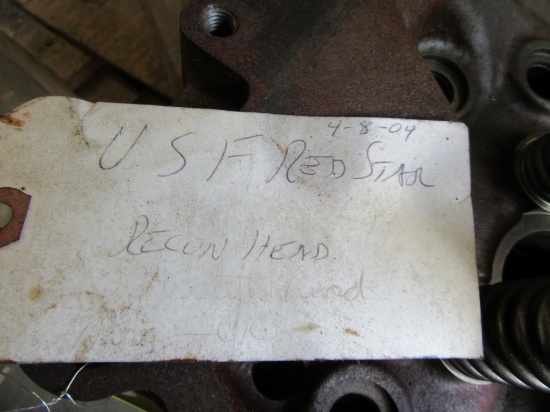 4-8-04
U S F RED STAR
RECON HEAD